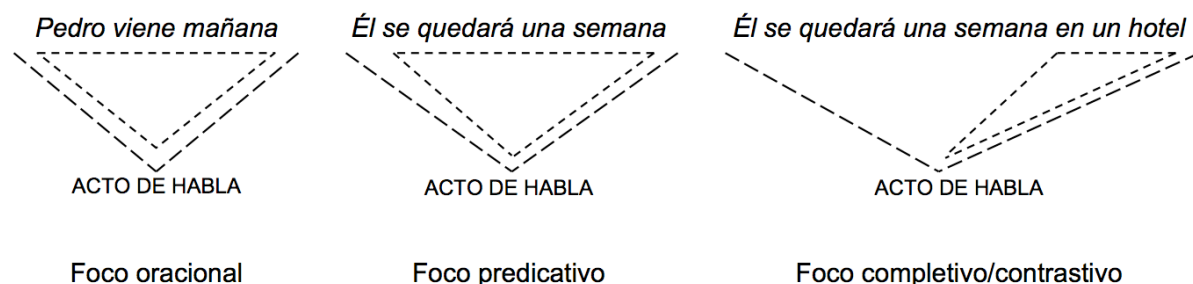 Pedro viene mañana
Él se quedará una semana
Él se quedará una semana en un hotel
ACTO DE HABLA
ACTO DE HABLA
ACTO DE HABLA
Foco oracional
Foco predicativo
Foco completivo/contrastivo